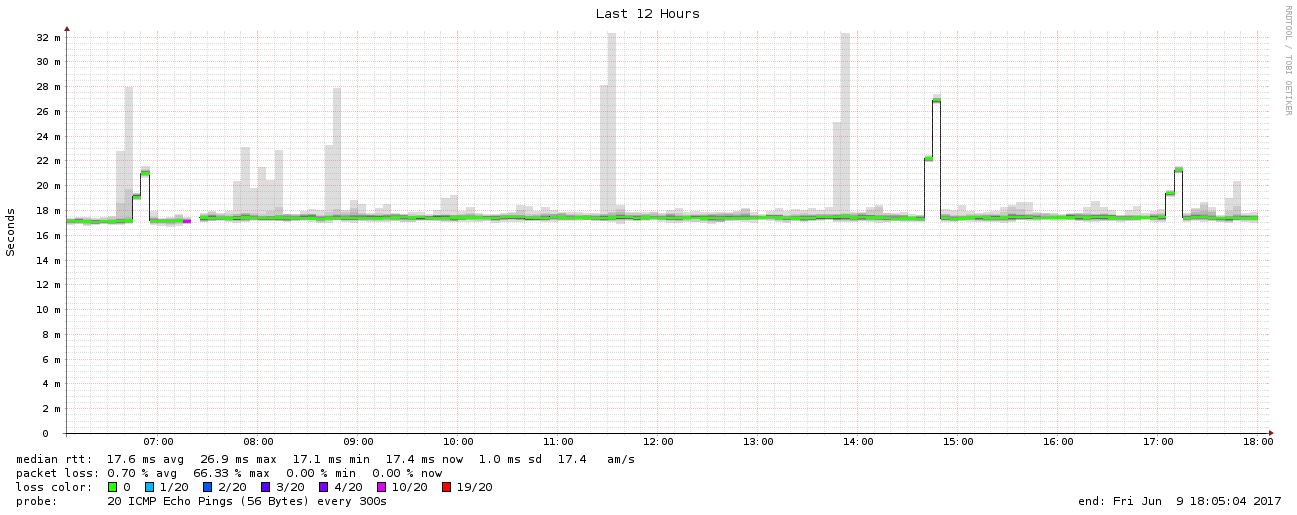 Last 12 Hours
RRDTOOL / TOBI OETIKER
Seconds
32 m
30 m
28 m
26 m
24 m
22 m
20 m
18 m
16 m
14 m
12 m
10 m
8 m
6 m
4 m
2 m
0
07:00 08:00 09:00 10:00 11:00 12:00 13:00 14:00 15:00 16:00 17:00 18:00
median rtt: 17.6 ms avg 26.9 ms max 17.1 ms min 17.4 ms now 1.0 ms sd 17.4 am/s
packet loss: 0.70 % avg 66.33 % max 0.00 % min 0.00 % now
loss color: 0 1/20 2/20 3/20 4/20 10/20 19/20
probe: 20 ICMP Echo Pings (56 Bytes) every 300s end: Fri Jun 9 18:05:04 2017